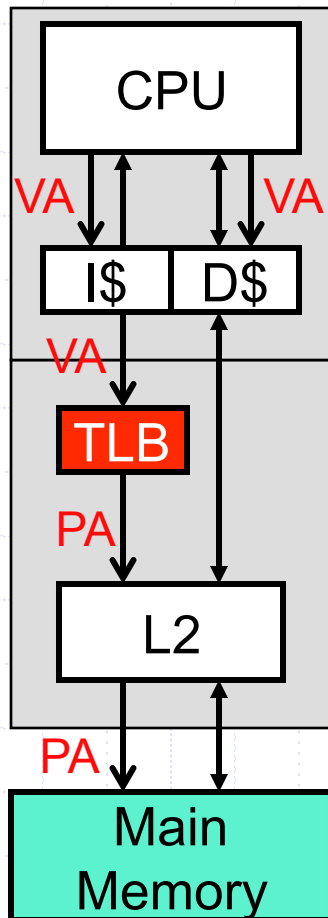 CPU
VA VA
I$ D$
VA
TLB
PA
L2
PA
Main
Memory